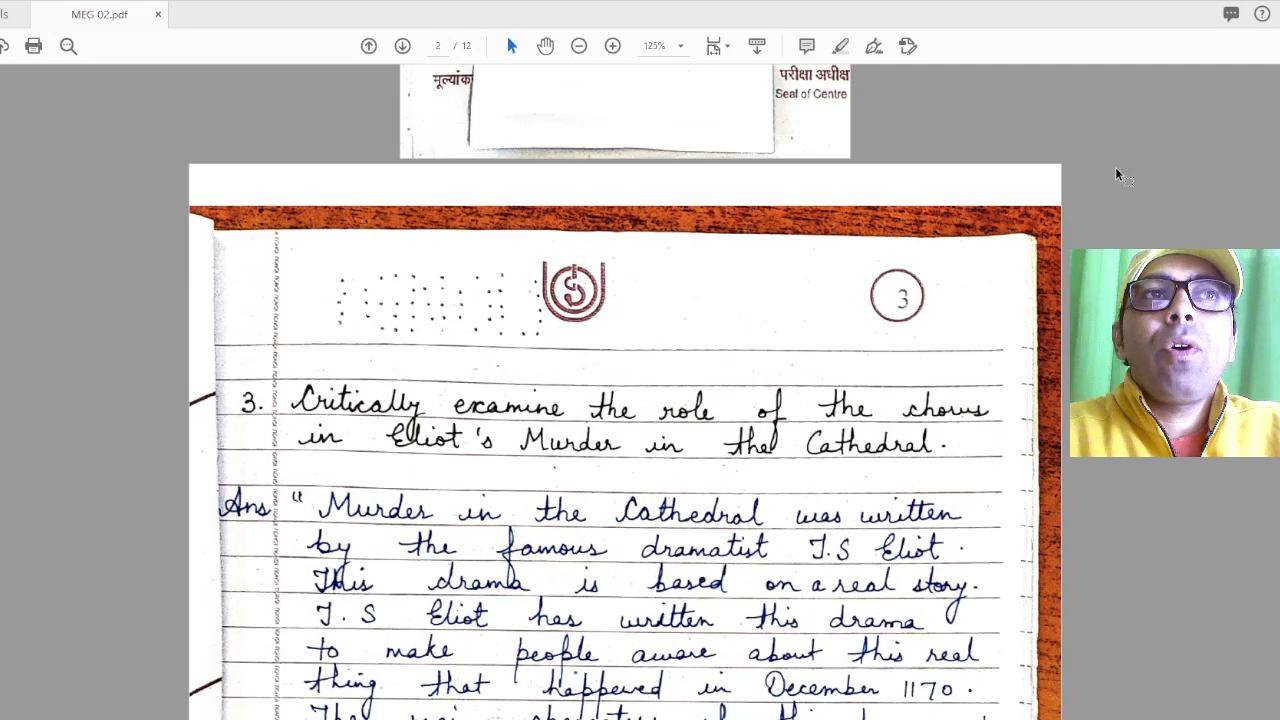 ls
MEG 02.pdf
×
2 / 12
125%
मूल्यांक
परीक्षा अधीक्ष
Seal of Centre
3
3. Critically examine the role of the chorus
in Eliot's Murder in the Cathedral.
Ans " Murder in the Cathedral was written
by the famous dramatist T.S Eliot.
This drama is based on a real story.
T.S Eliot has written this drama
to make people aware about this real
thing that happened in December 1170.